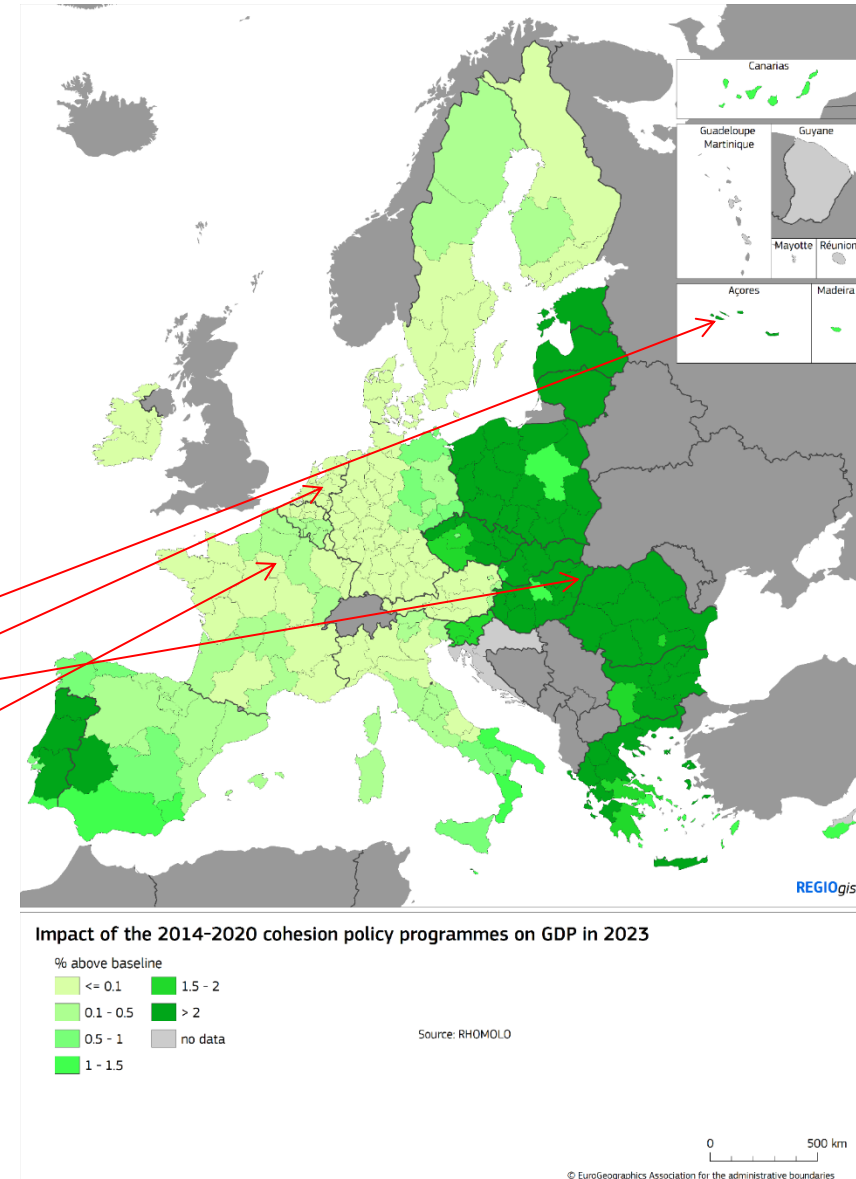 Canarias
Guadeloupe
Martinique
Guyane
Mayotte
Réunion
Açores
Madeira
REGIOgis
Impact of the 2014-2020 cohesion policy programmes on GDP in 2023
% above baseline
<= 0.1
1.5 - 2
0.1 - 0.5
> 2
0.5 - 1
no data
1 - 1.5
Source: RHOMOLO
0 500 km
© EuroGeographics Association for the administrative boundaries